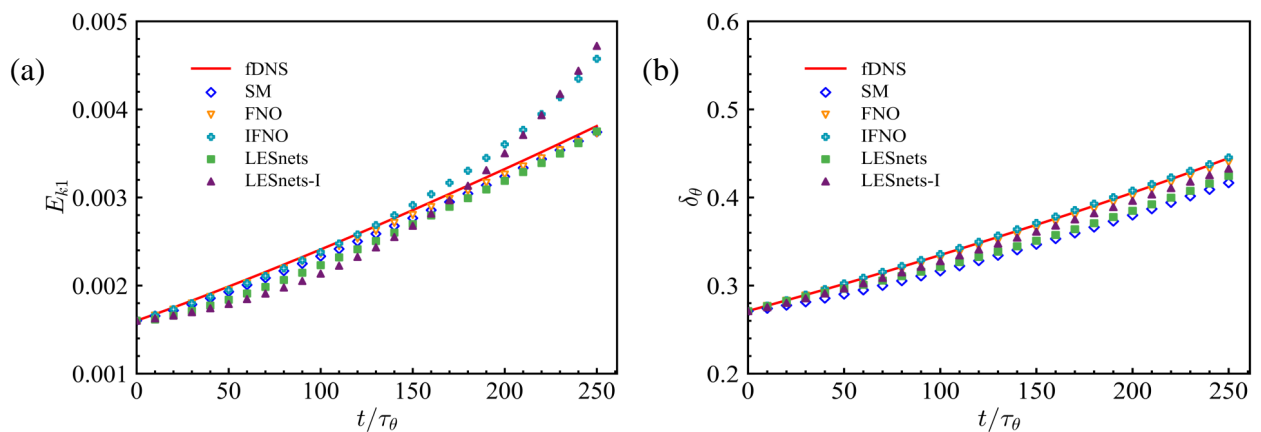 (a)
0.005
0.004
0.003
0.002
0.001
E_{k1}
fDNS
SM
FNO
IFNO
LESnets
LESnets-I
0 50 100 150 200 250
t/τ_θ
(b)
0.6
0.5
0.4
0.3
0.2
δ_θ
fDNS
SM
FNO
IFNO
LESnets
LESnets-I
0 50 100 150 200 250
t/τ_θ